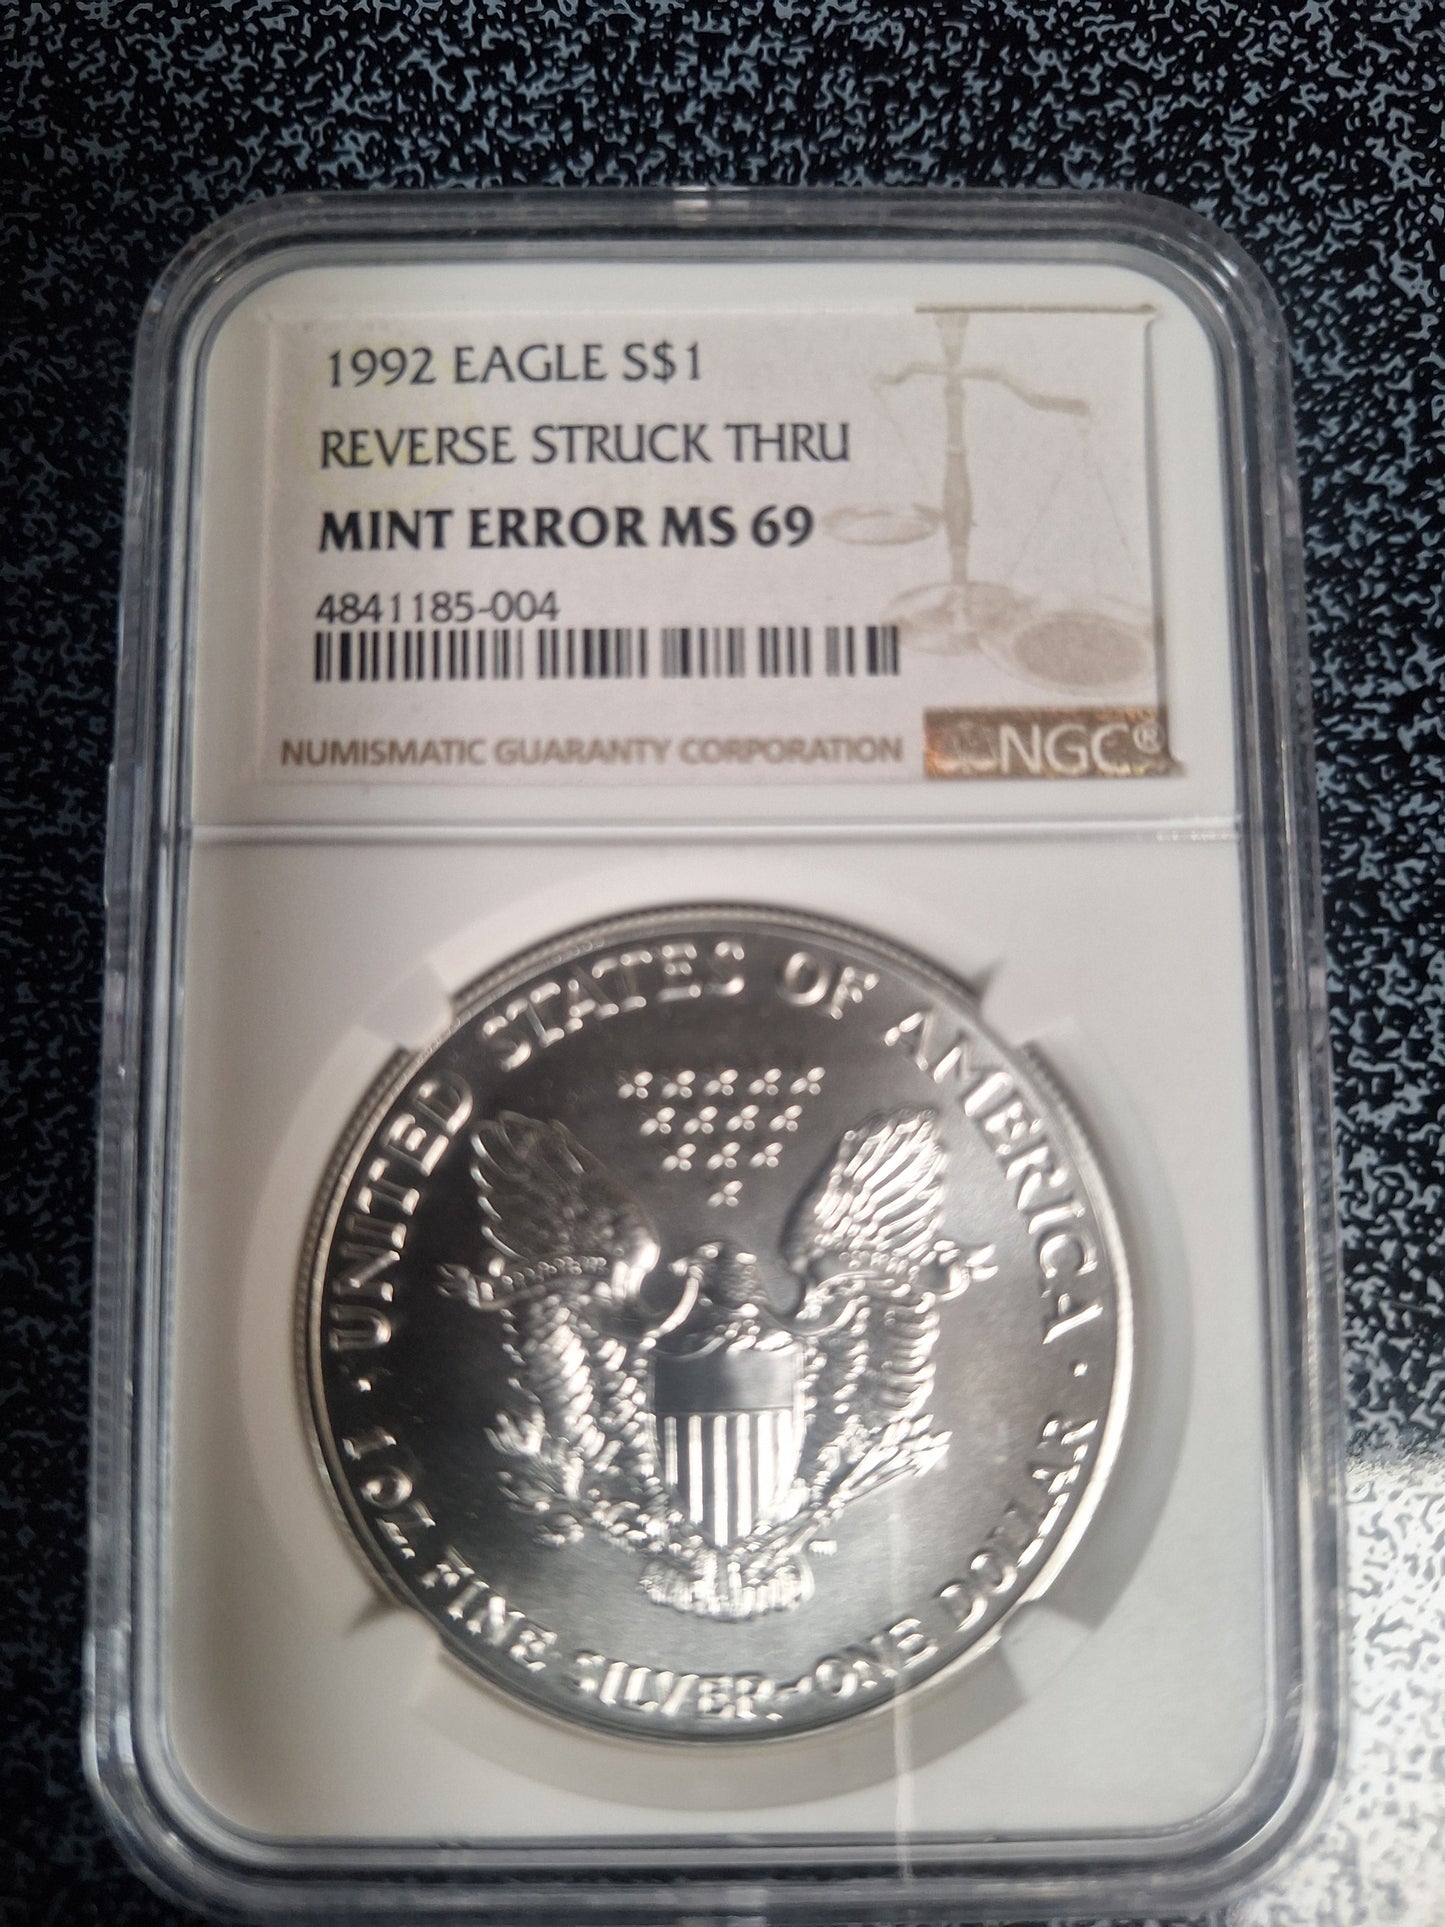 1992 EAGLE S$1
REVERSE STRUCK THRU
MINT ERROR MS 69
4841185-004
NUMISMATIC GUARANTY CORPORATION
NGC®
UNITED STATES OF AMERICA
1 OZ. FINE SILVER~ONE DOLLAR